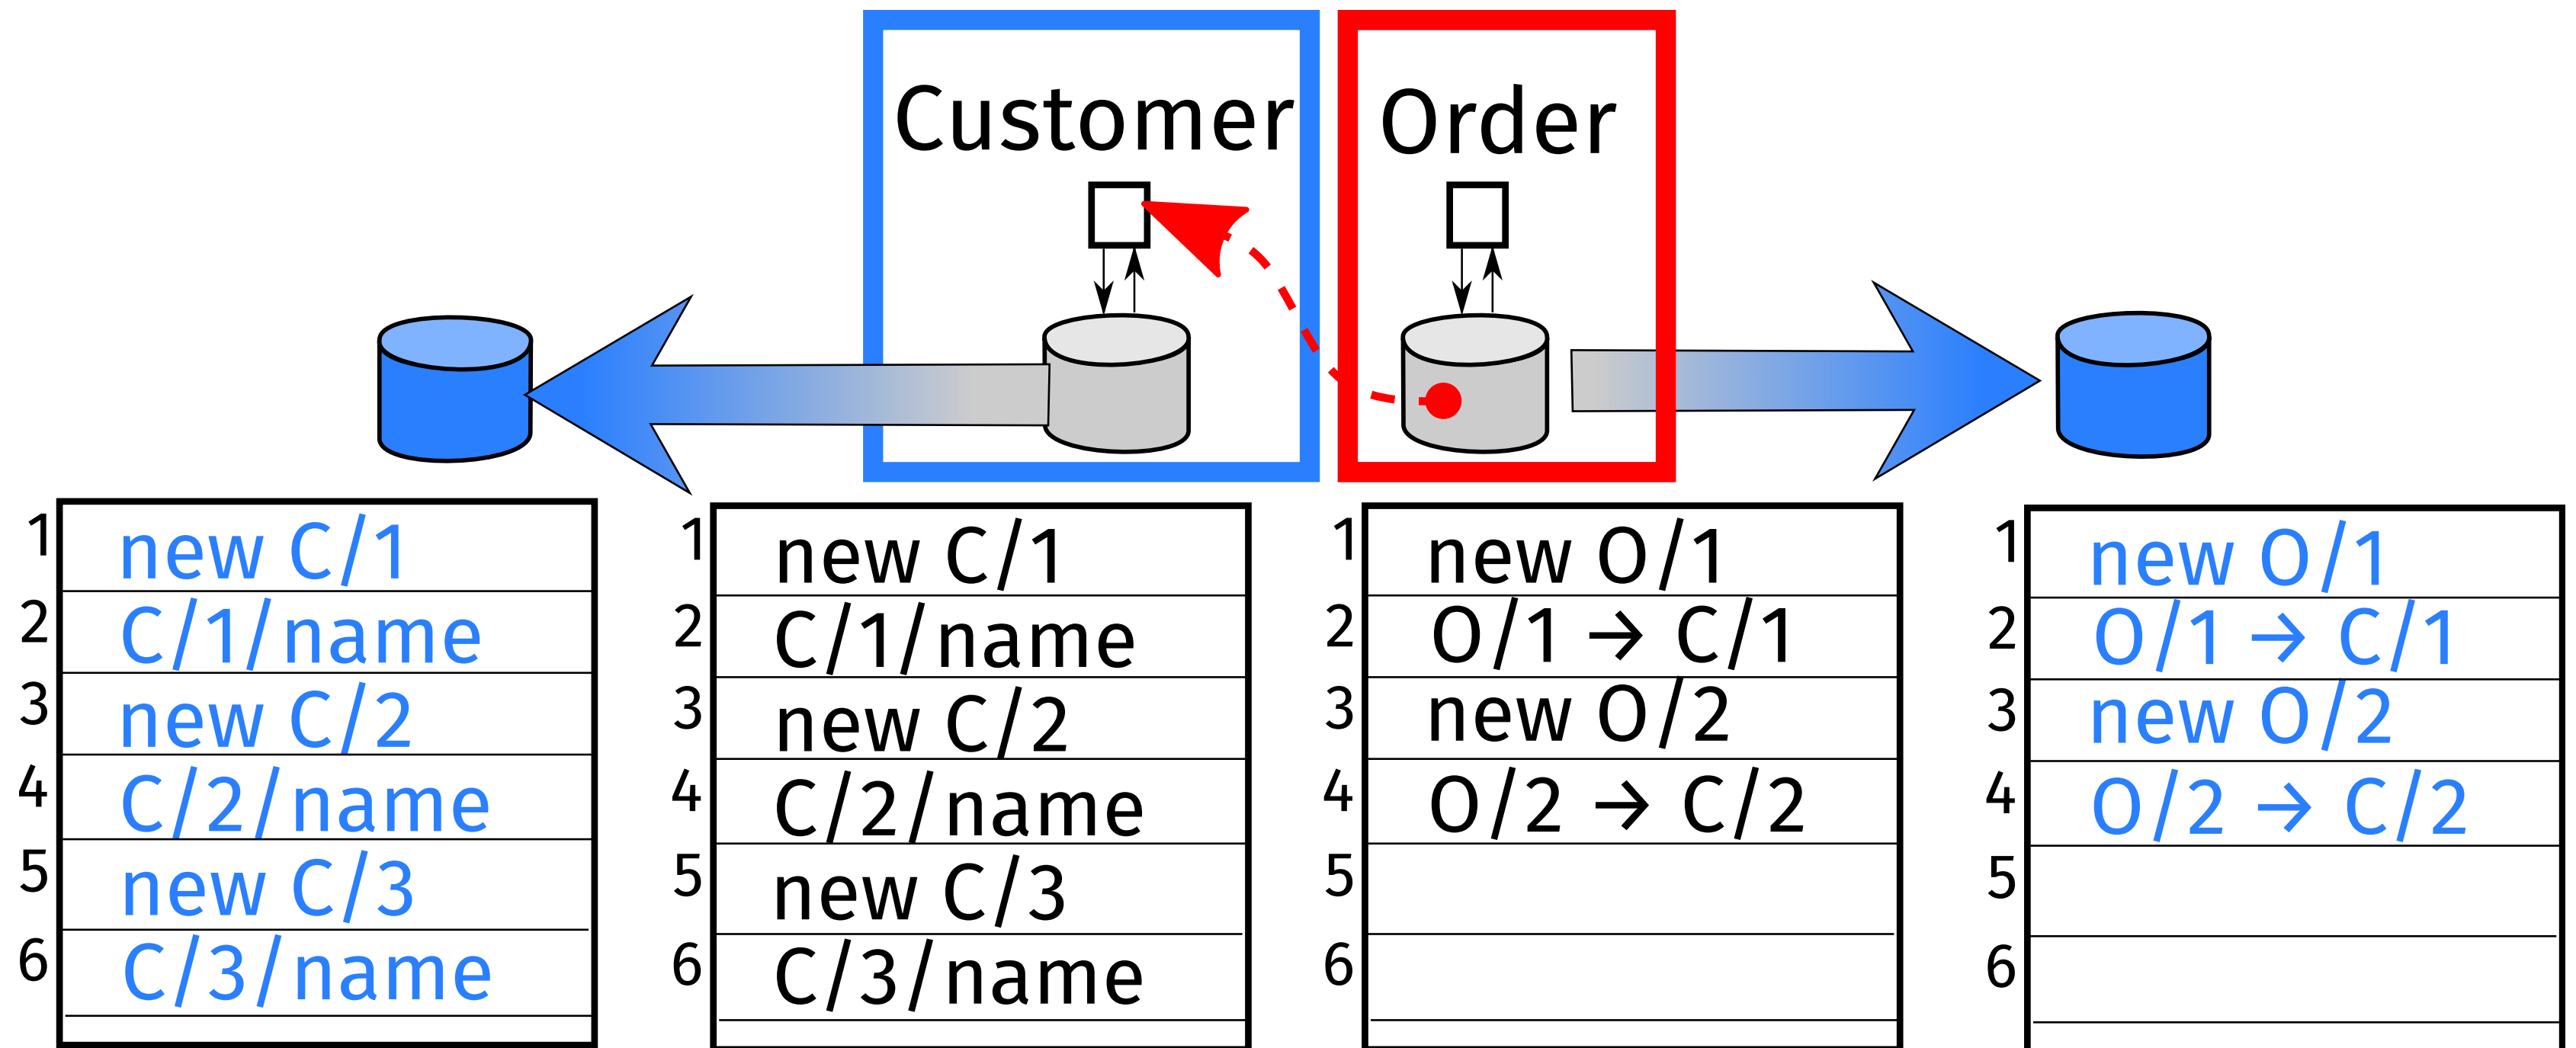 Customer
Order
1 new C/1
2 C/1/name
3 new C/2
4 C/2/name
5 new C/3
6 C/3/name
1 new C/1
2 C/1/name
3 new C/2
4 C/2/name
5 new C/3
6 C/3/name
1 new O/1
2 O/1 → C/1
3 new O/2
4 O/2 → C/2
5
6
1 new O/1
2 O/1 → C/1
3 new O/2
4 O/2 → C/2
5
6